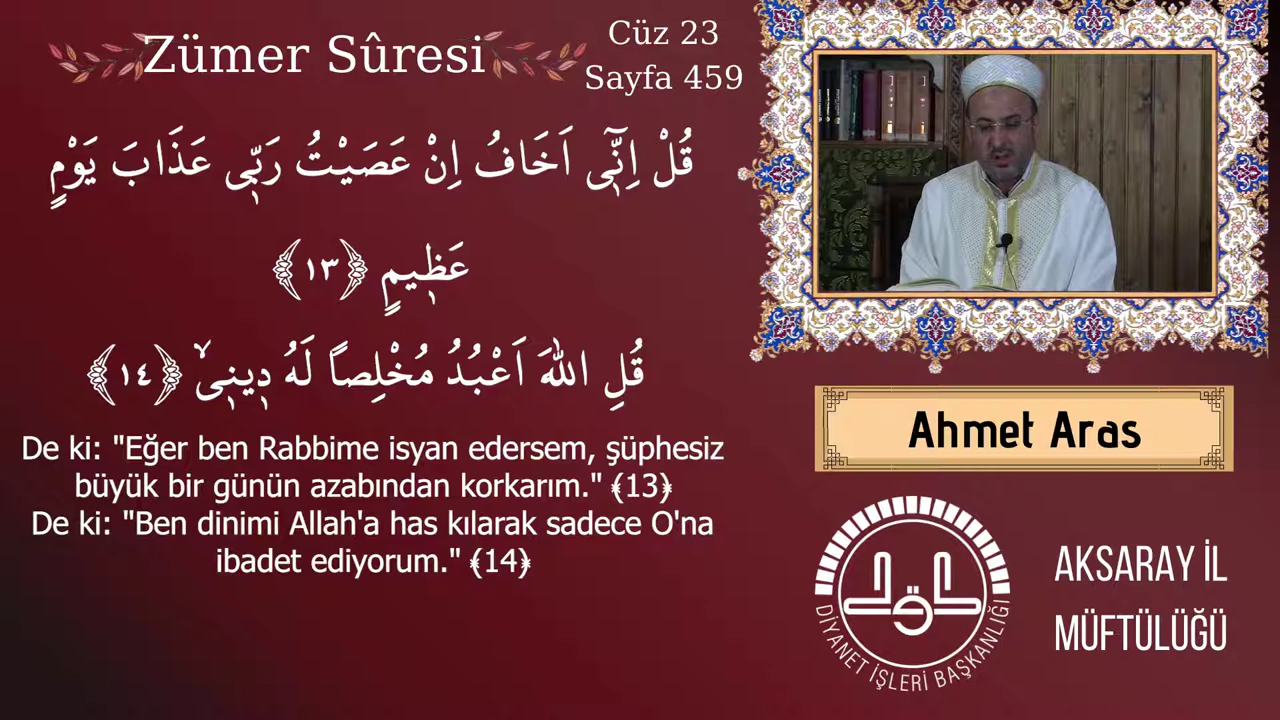 Zümer Sûresi
Cüz 23
Sayfa 459
قُلْ اِنّ۪ٓي اَخَافُ اِنْ عَصَيْتُ رَبّ۪ي عَذَابَ يَوْمٍ
عَظ۪يمٍ ﴿١٣﴾
قُلِ اللّٰهَ اَعْبُدُ مُخْلِصاً لَهُ د۪ين۪يۙ ﴿١٤﴾
De ki: "Eğer ben Rabbime isyan edersem, şüphesiz
büyük bir günün azabından korkarım." ﴾13﴿
De ki: "Ben dinimi Allah'a has kılarak sadece O'na
ibadet ediyorum." ﴾14﴿
Ahmet Aras
DİYANET İŞLERİ BAŞKANLIĞI
AKSARAY İL
MÜFTÜLÜĞÜ